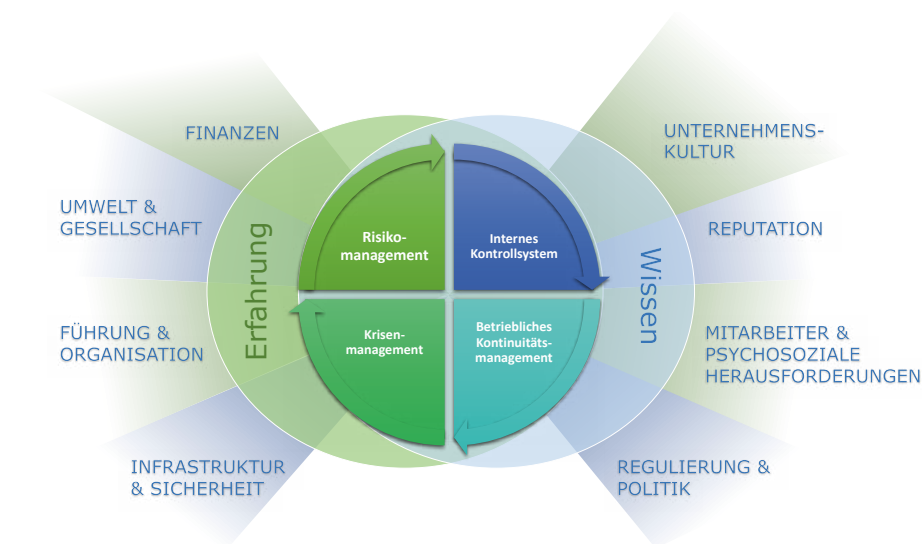 FINANZEN
UMWELT &
GESELLSCHAFT
FÜHRUNG &
ORGANISATION
INFRASTRUKTUR
& SICHERHEIT
Erfahrung
Risiko-
management
Internes
Kontrollsystem
Krisen-
management
Betriebliches
Kontinuitäts-
management
Wissen
UNTERNEHMENS-
KULTUR
REPUTATION
MITARBEITER &
PSYCHOSOZIALE
HERAUSFORDERUNGEN
REGULIERUNG &
POLITIK